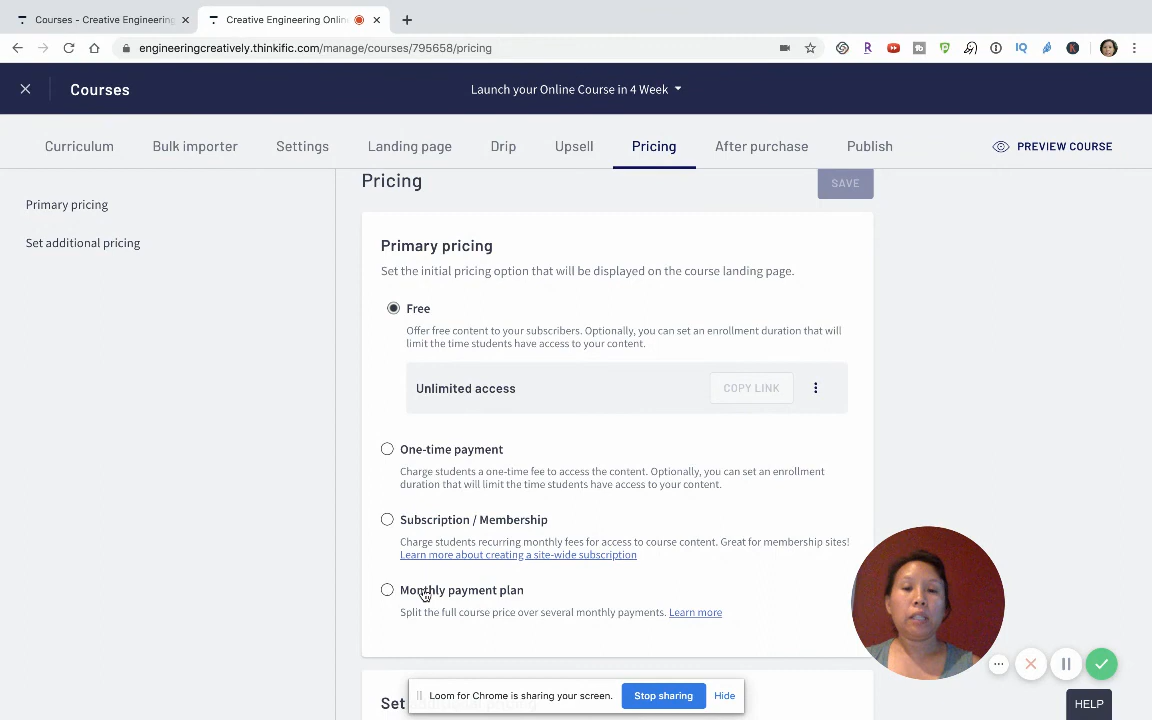 Courses - Creative Engineering
Creative Engineering Onlin
engineeringcreatively.thinkific.com/manage/courses/795658/pricing
Courses
Launch your Online Course in 4 Week
Curriculum
Bulk importer
Settings
Landing page
Drip
Upsell
Pricing
After purchase
Publish
PREVIEW COURSE
Primary pricing
Set additional pricing
Pricing
SAVE
Primary pricing
Set the initial pricing option that will be displayed on the course landing page.
Free
Offer free content to your subscribers. Optionally, you can set an enrollment duration that will
limit the time students have access to your content.
Unlimited access
COPY LINK
One-time payment
Charge students a one-time fee to access the content. Optionally, you can set an enrollment
duration that will limit the time students have access to your content.
Subscription / Membership
Charge students recurring monthly fees for access to course content. Great for membership sites!
Learn more about creating a site-wide subscription
Monthly payment plan
Split the full course price over several monthly payments. Learn more
Set
Loom for Chrome is sharing your screen.
Stop sharing
Hide
HELP